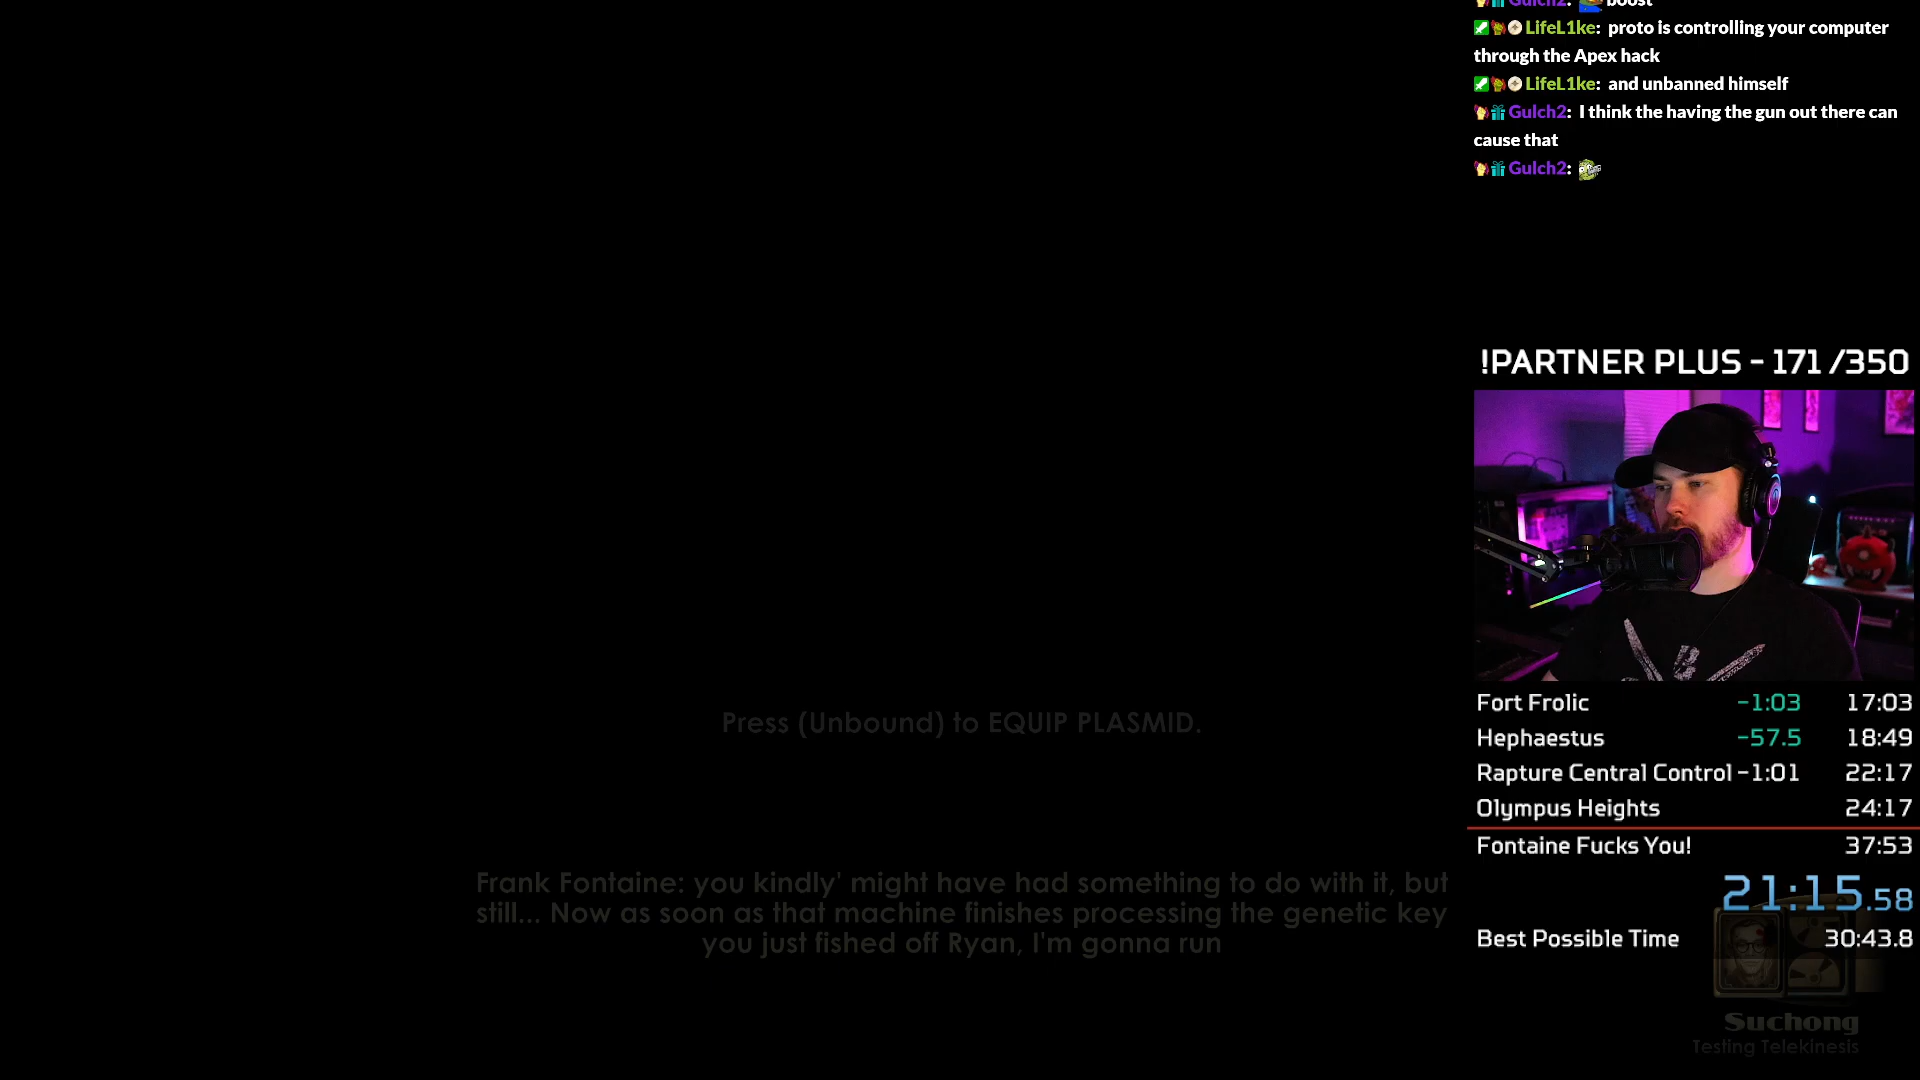 Gulch2: boost
LifeL1ke: proto is controlling your computer
through the Apex hack
LifeL1ke: and unbanned himself
Gulch2: I think the having the gun out there can
cause that
Gulch2:
!PARTNER PLUS - 171 /350
Fort Frolic -1:03 17:03
Hephaestus -57.5 18:49
Rapture Central Control -1:01 22:17
Olympus Heights 24:17
Fontaine Fucks You! 37:53
21:15.58
Best Possible Time 30:43.8
Press (Unbound) to EQUIP PLASMID.
Frank Fontaine: you kindly' might have had something to do with it, but
still... Now as soon as that machine finishes processing the genetic key
you just fished off Ryan, I'm gonna run
Suchong
Testing Telekinesis